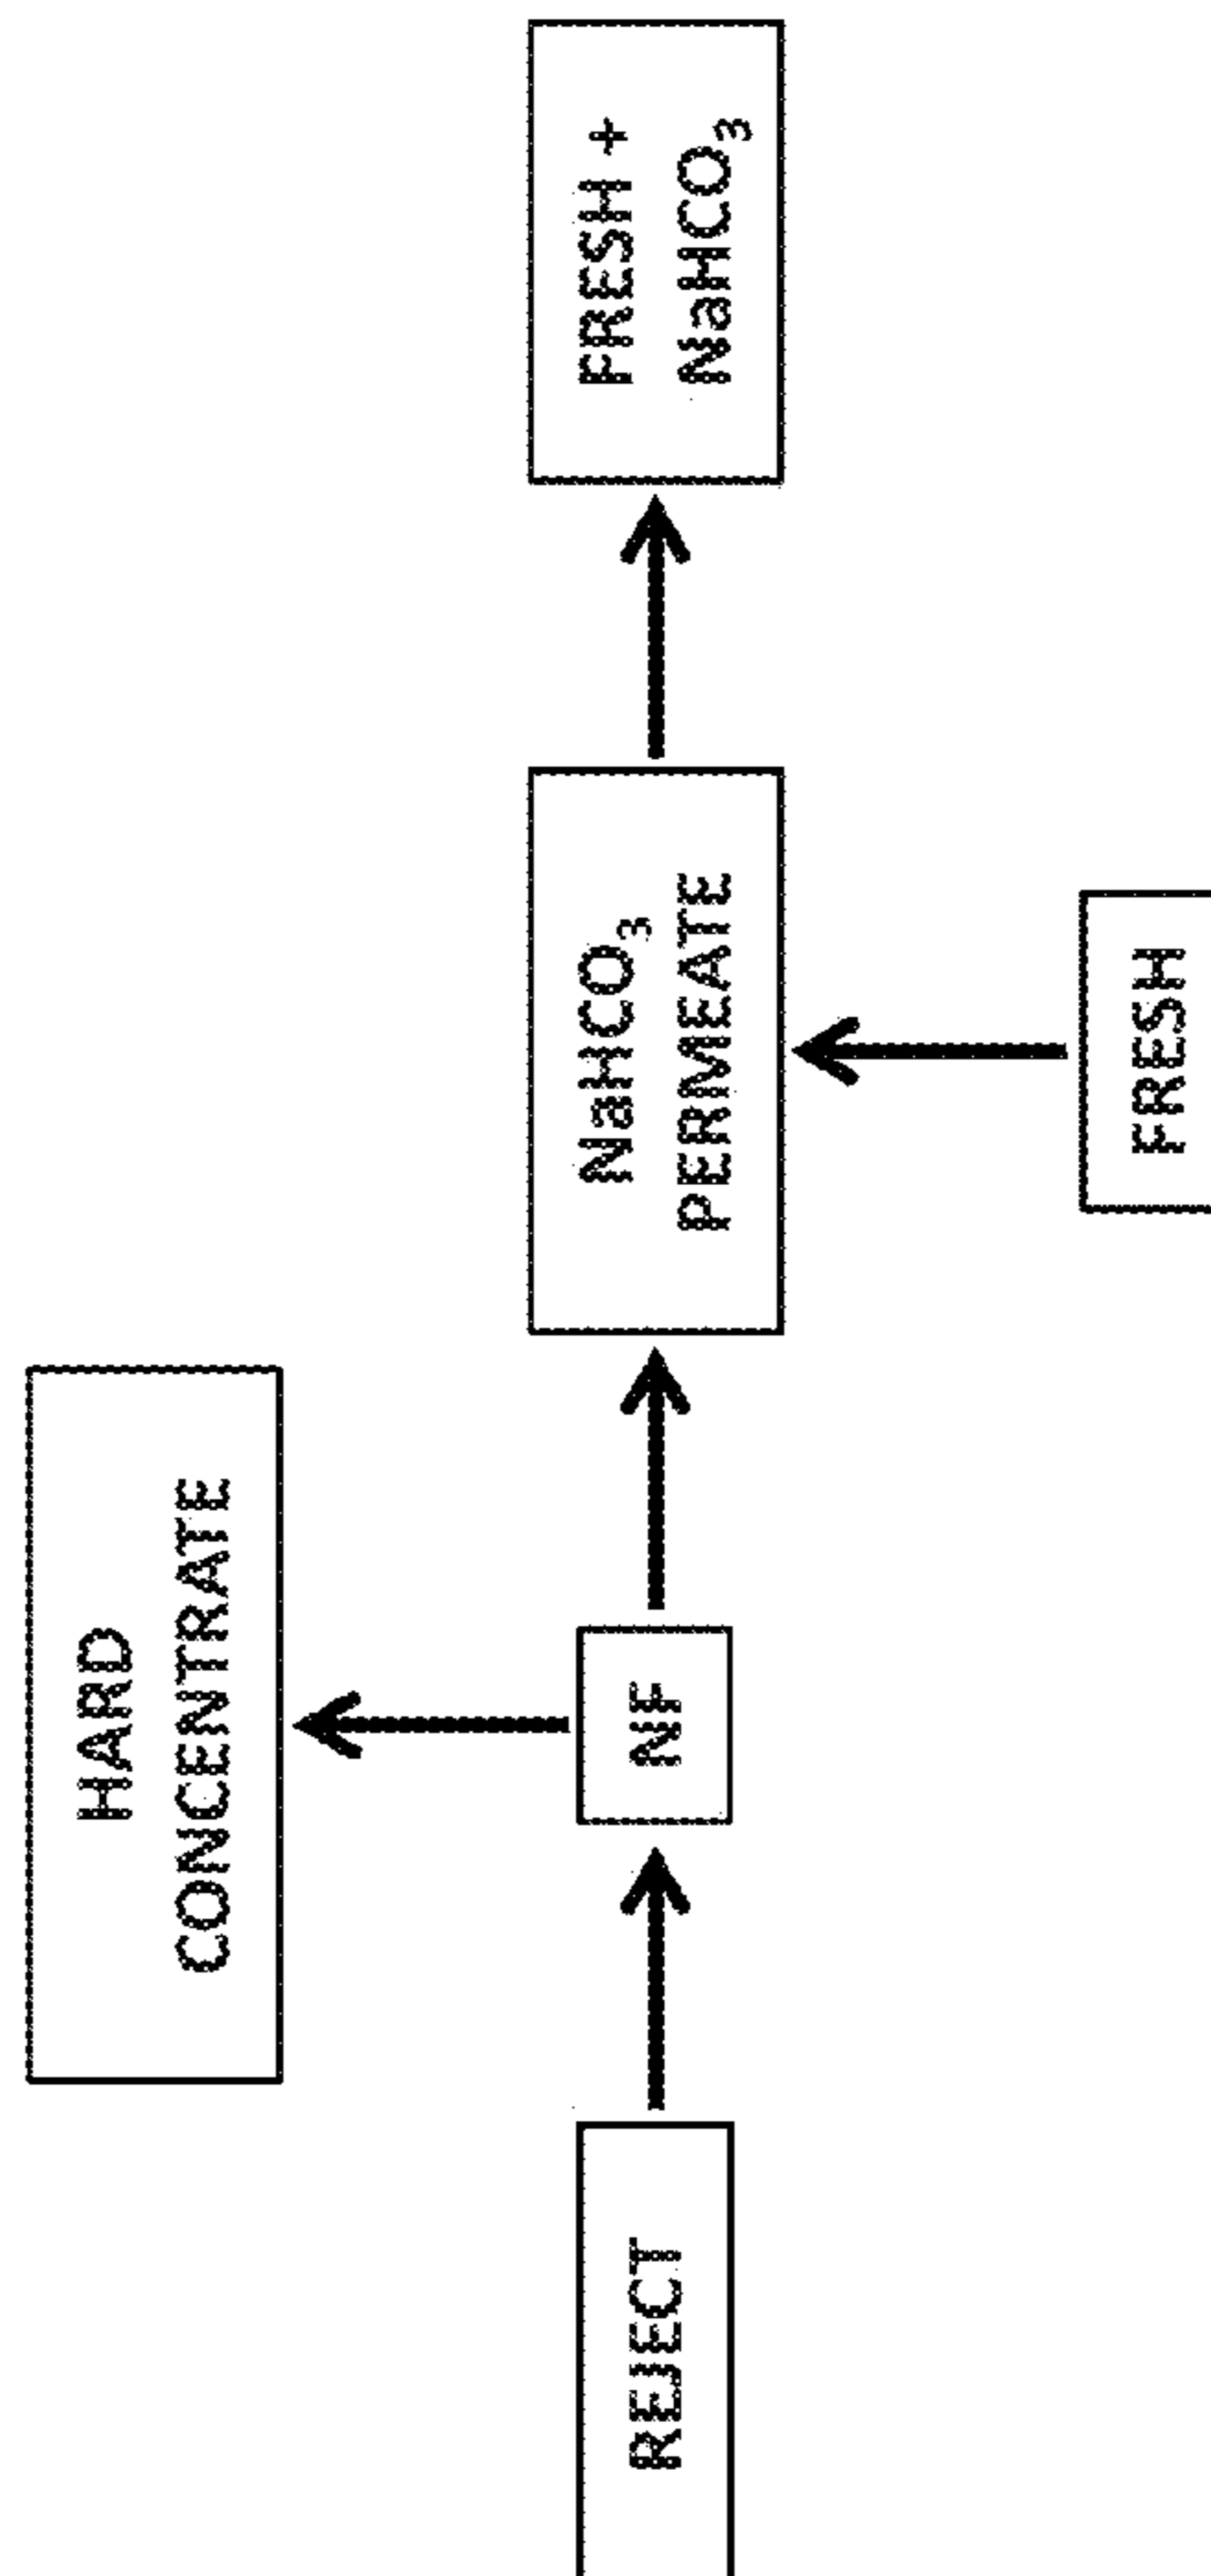 REJECT
NF
HARD
CONCENTRATE
NaHCO₃
PERMEATE
FRESH
FRESH +
NaHCO₃